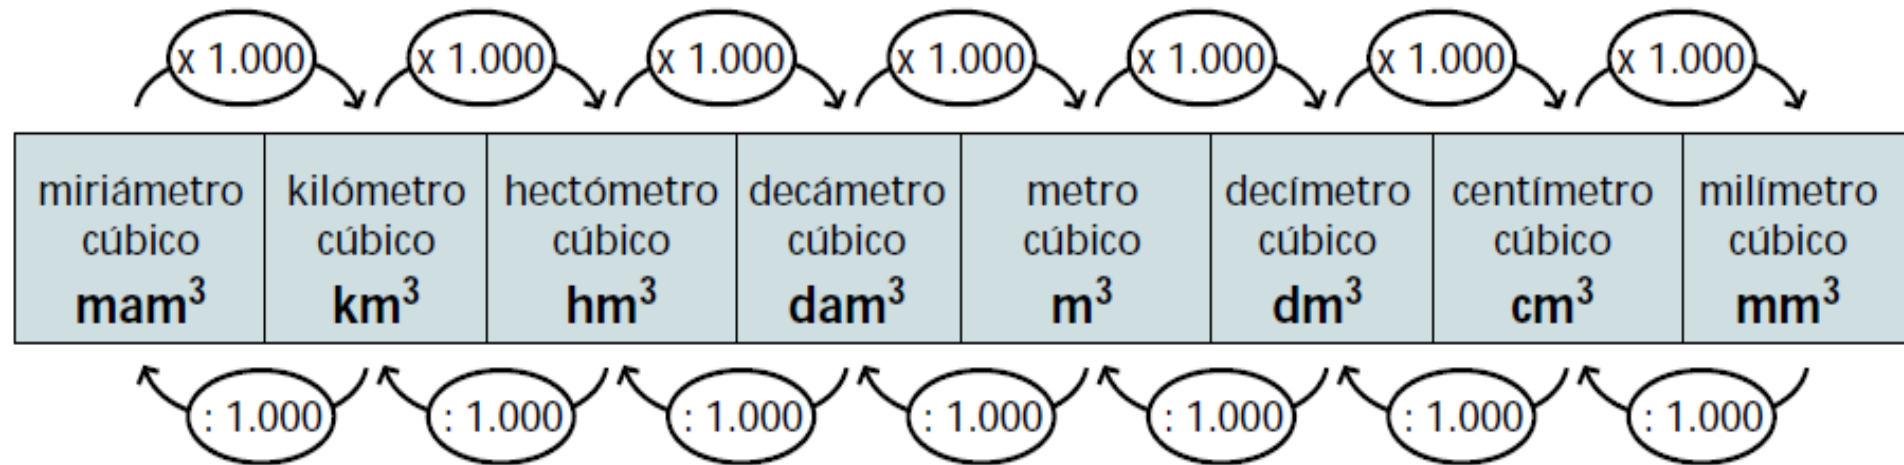 x 1.000 x 1.000 x 1.000 x 1.000 x 1.000 x 1.000 x 1.000
miriámetro kilómetro hectómetro decámetro metro decímetro centímetro milímetro
cúbico cúbico cúbico cúbico cúbico cúbico cúbico cúbico
mam³ km³ hm³ dam³ m³ dm³ cm³ mm³
: 1.000 : 1.000 : 1.000 : 1.000 : 1.000 : 1.000 : 1.000